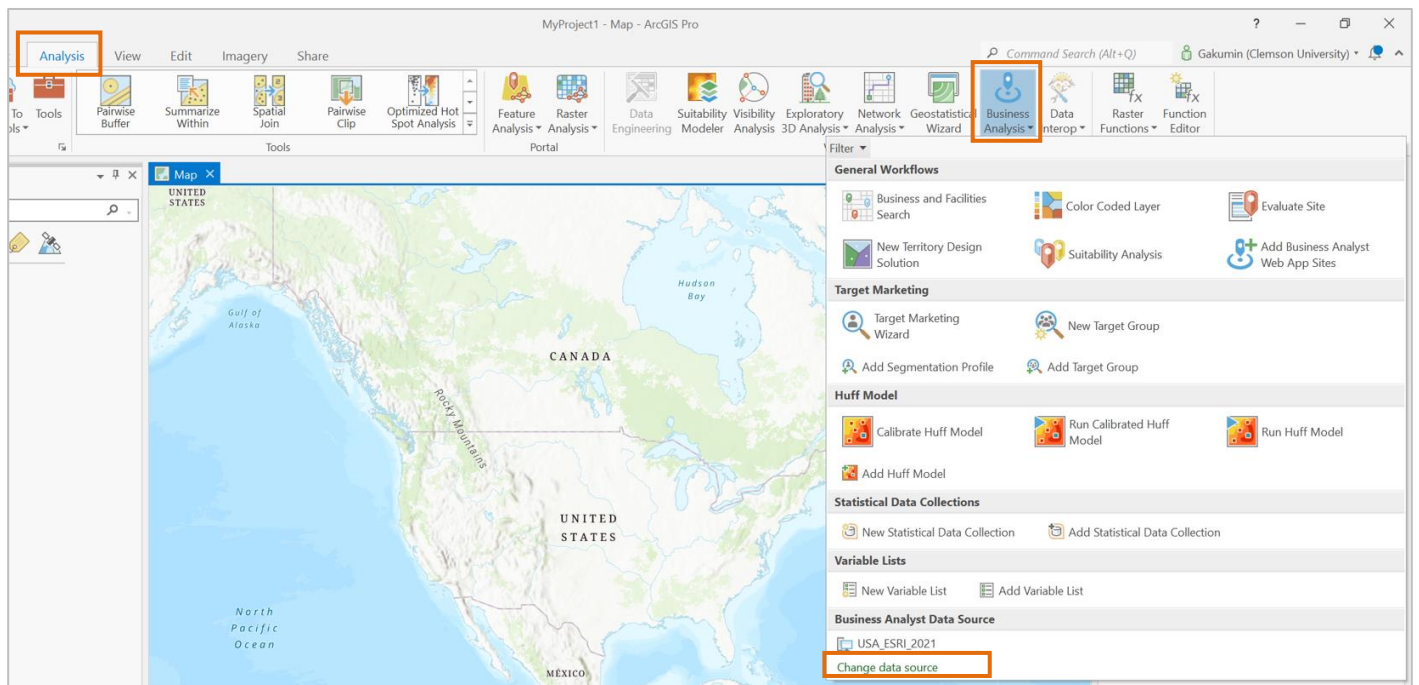 MyProject1 - Map - ArcGIS Pro
?
Analysis View Edit Imagery Share
Command Search (Alt+Q)
Gakumin (Clemson University)
To Tools
Pairwise Buffer
Summarize Within
Spatial Join
Pairwise Clip
Optimized Hot Spot Analysis
Feature Analysis
Raster Analysis
Data Engineering
Suitability Modeler
Visibility Analysis
Exploratory 3D Analysis
Network Analysis
Geostatistical Wizard
Business Analysis
Data Interop
Raster Functions
Function Editor
Tools
Portal
Filter
Map
General Workflows
Business and Facilities
Search
Color Coded Layer
Evaluate Site
New Territory Design
Solution
Suitability Analysis
Add Business Analyst
Web App Sites
Target Marketing
Target Marketing
Wizard
New Target Group
Add Segmentation Profile
Add Target Group
Huff Model
Calibrate Huff Model
Run Calibrated Huff
Model
Run Huff Model
Add Huff Model
Statistical Data Collections
New Statistical Data Collection
Add Statistical Data Collection
Variable Lists
New Variable List
Add Variable List
Business Analyst Data Source
USA_ESRI_2021
Change data source
UNITED
STATES
Hudson
Bay
Gulf of
Alaska
CANADA
Rocky Mountains
UNITED
STATES
North
Pacific
Ocean
MÉXICO